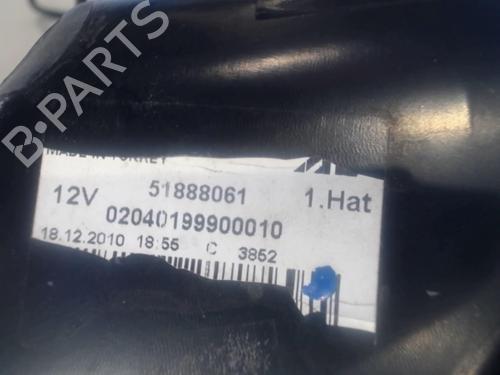 B-PARTS
MADE IN TURKEY
12V 51888061 1.Hat
02040199900010
18.12.2010 18:55 C 3852